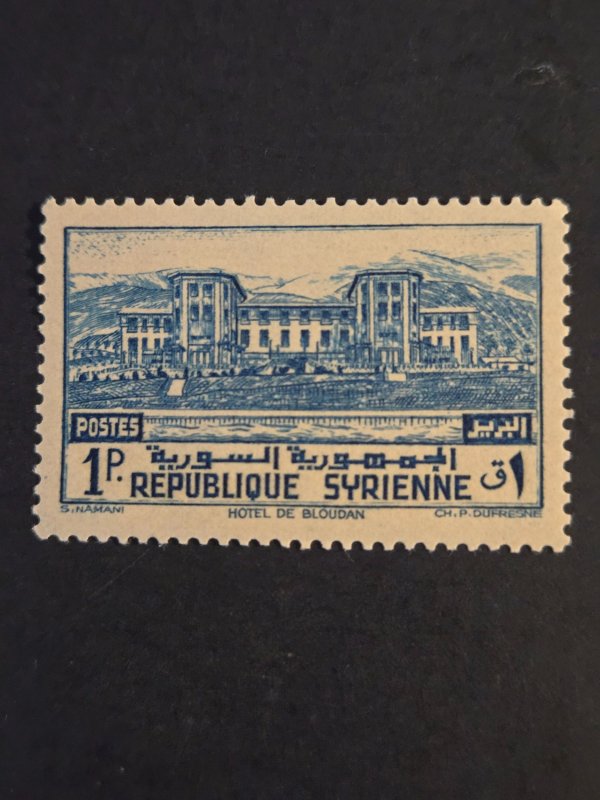 POSTES البريد
الجمهورية السورية
1P. REPUBLIQUE SYRIENNE ١ ق
S. NAMANI HOTEL DE BLOUDAN CH. P. DUFRESNE